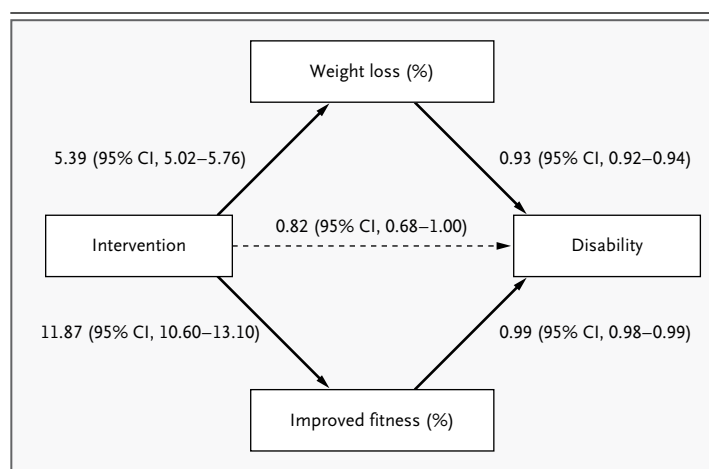 Weight loss (%)
5.39 (95% CI, 5.02–5.76)
0.93 (95% CI, 0.92–0.94)
0.82 (95% CI, 0.68–1.00)
Intervention
Disability
11.87 (95% CI, 10.60–13.10)
0.99 (95% CI, 0.98–0.99)
Improved fitness (%)